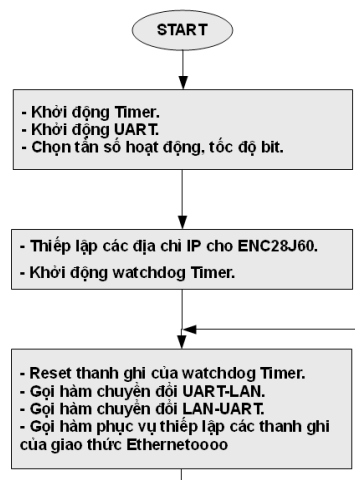 START
- Khởi động Timer.
- Khởi động UART.
- Chọn tần số hoạt động, tốc độ bit.
- Thiếp lập các địa chỉ IP cho ENC28J60.
- Khởi động watchdog Timer.
- Reset thanh ghi của watchdog Timer.
- Gọi hàm chuyển đổi UART-LAN.
- Gọi hàm chuyển đổi LAN-UART.
- Gọi hàm phục vụ thiếp lập các thanh ghi
của giao thức Ethernetoooo